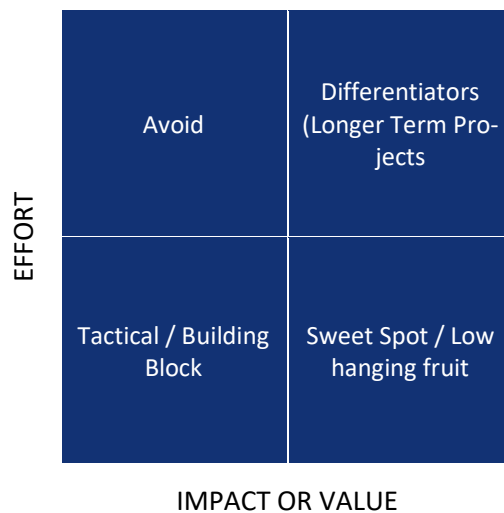 Avoid
Differentiators
(Longer Term Pro-
jects
EFFORT
Tactical / Building
Block
Sweet Spot / Low
hanging fruit
IMPACT OR VALUE